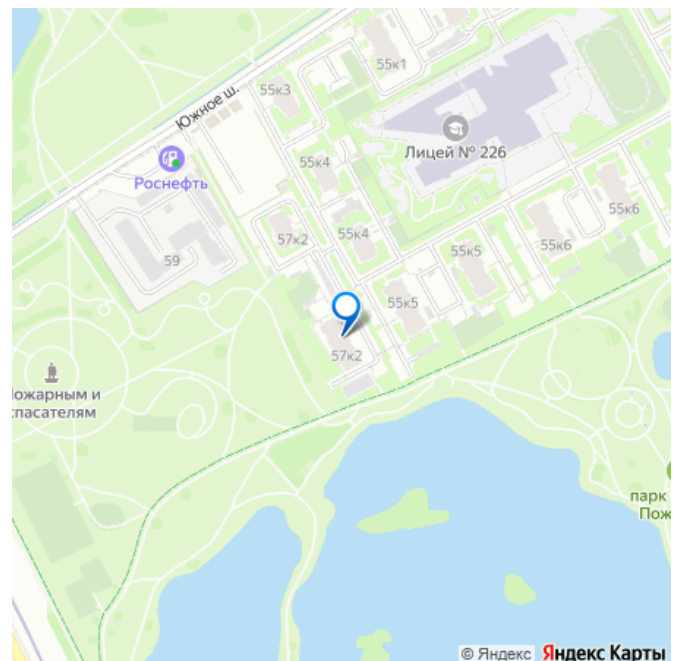 55к1
55к3
Южное ш.
Лицей № 226
Роснефть
55к4
57к2
55к4
55к6
55к6
55к5
59
55к5
57к2
Пожарным и
спасателям
парк
Пож
© Яндекс Яндекс Карты